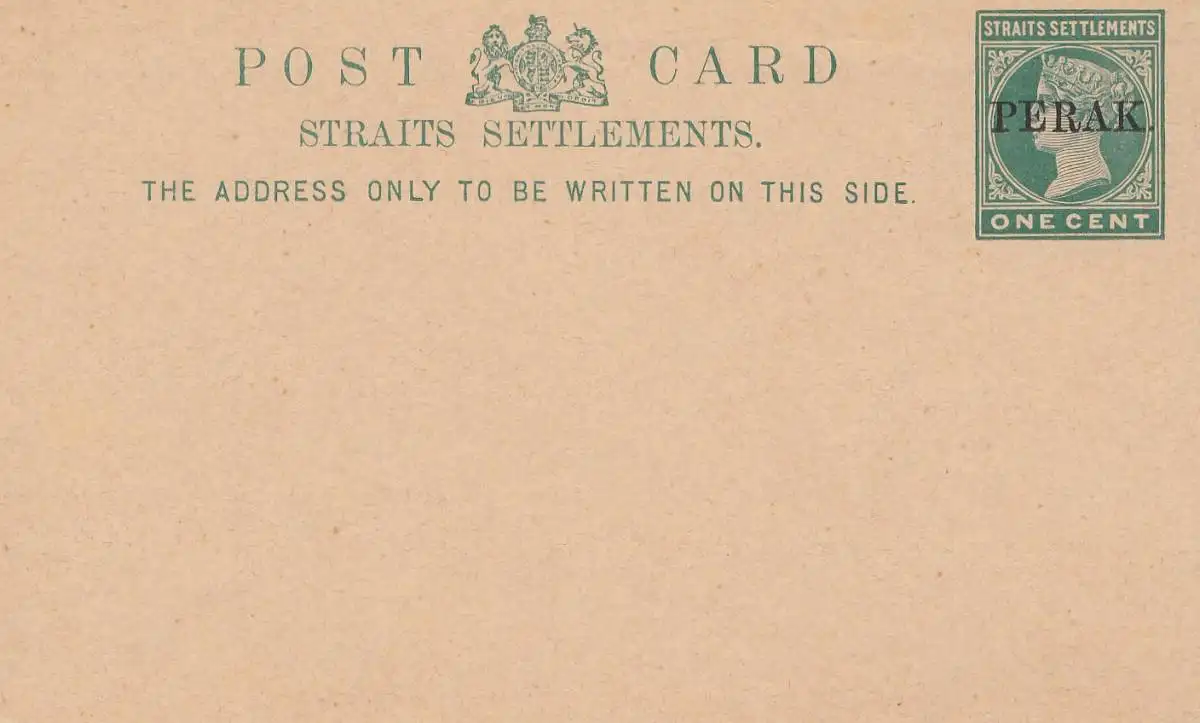 POST CARD
STRAITS SETTLEMENTS.
THE ADDRESS ONLY TO BE WRITTEN ON THIS SIDE.
STRAITS SETTLEMENTS
PERAK.
ONE CENT